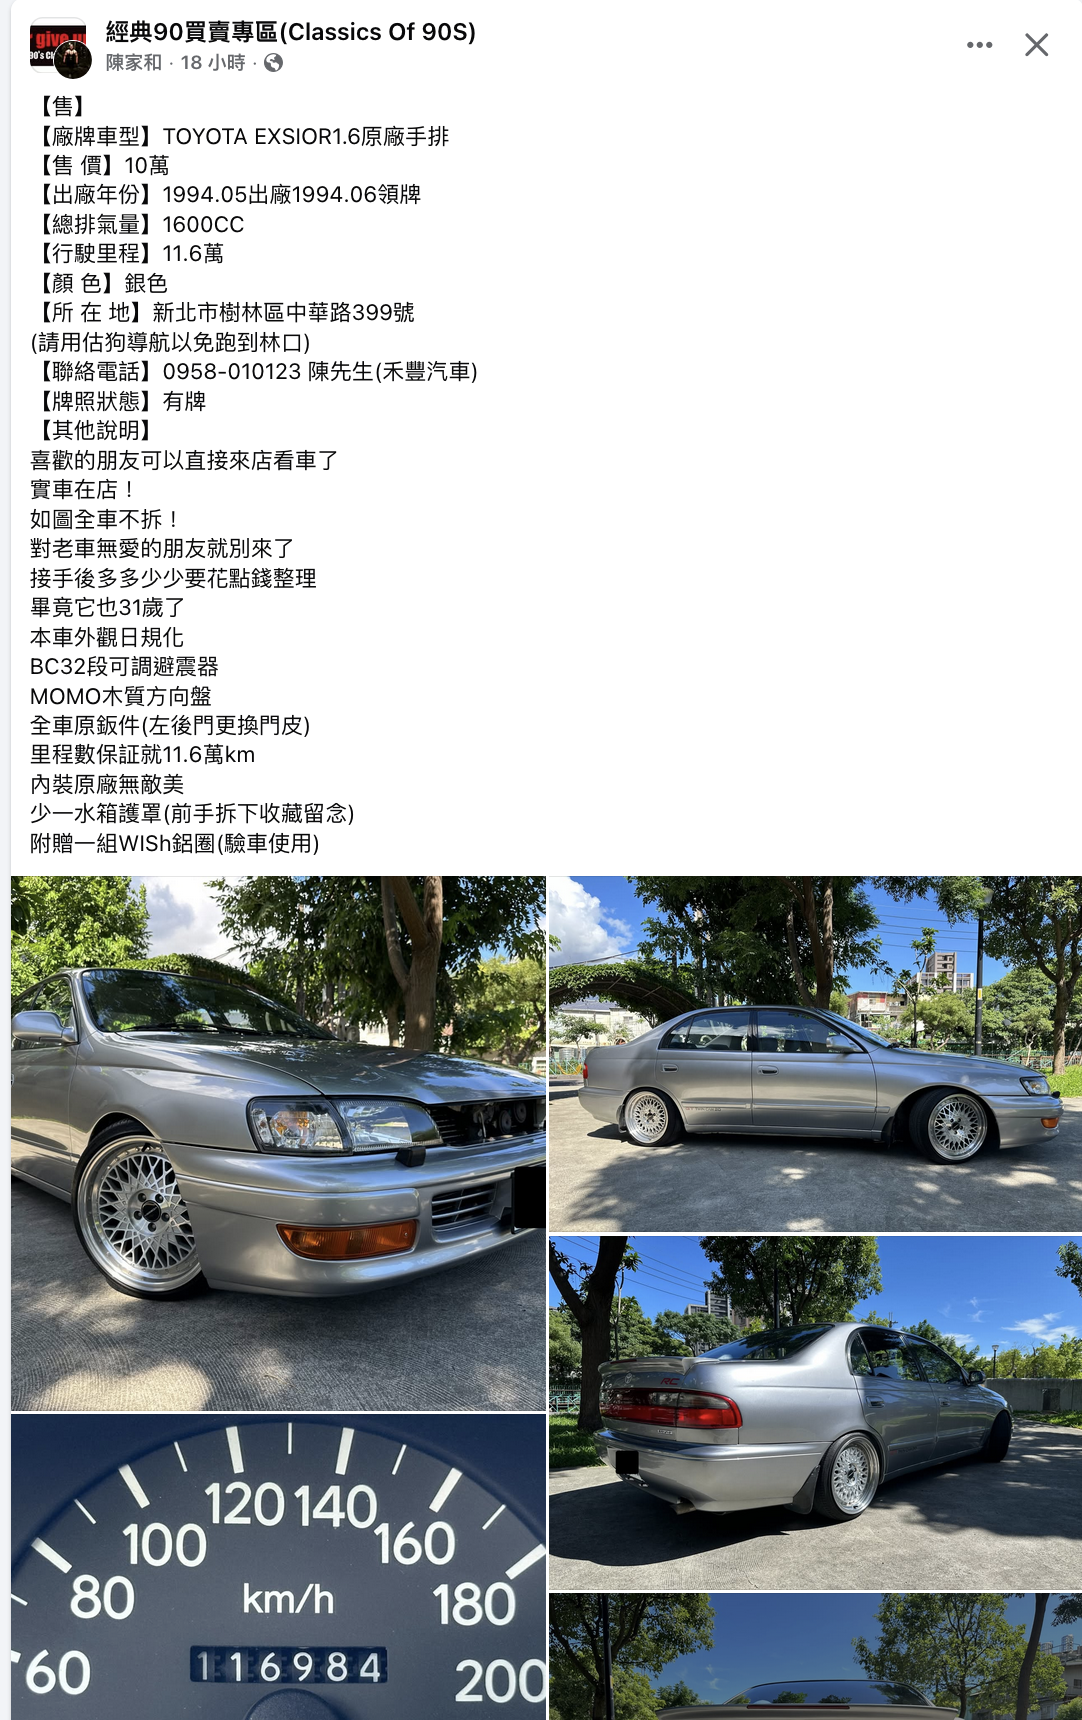 經典90買賣專區(Classics Of 90S)
陳家和 · 18 小時 ·
【售】
【廠牌車型】TOYOTA EXSIOR1.6原廠手排
【售 價】10萬
【出廠年份】1994.05出廠1994.06領牌
【總排氣量】1600CC
【行駛里程】11.6萬
【顏 色】銀色
【所 在 地】新北市樹林區中華路399號
(請用估狗導航以免跑到林口)
【聯絡電話】0958-010123 陳先生(禾豐汽車)
【牌照狀態】有牌
【其他說明】
喜歡的朋友可以直接來店看車了
實車在店！
如圖全車不拆！
對老車無愛的朋友就別來了
接手後多多少少要花點錢整理
畢竟它也31歲了
本車外觀日規化
BC32段可調避震器
MOMO木質方向盤
全車原鈑件(左後門更換門皮)
里程數保証就11.6萬km
內裝原廠無敵美
少一水箱護罩(前手拆下收藏留念)
附贈一組WISh鋁圈(驗車使用)
60 80 100 120 140 160 180 200
km/h
116984